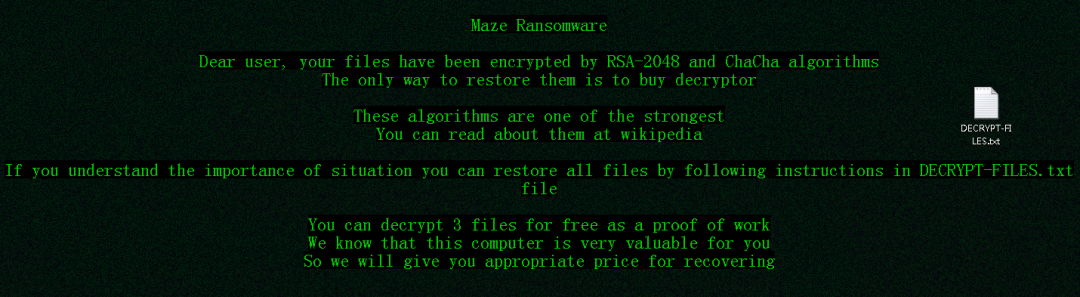 Maze Ransomware
Dear user, your files have been encrypted by RSA-2048 and ChaCha algorithms
The only way to restore them is to buy decryptor
These algorithms are one of the strongest
You can read about them at wikipedia
If you understand the importance of situation you can restore all files by following instructions in DECRYPT-FILES.txt
file
You can decrypt 3 files for free as a proof of work
We know that this computer is very valuable for you
So we will give you appropriate price for recovering
DECRYPT-FI
LES.txt